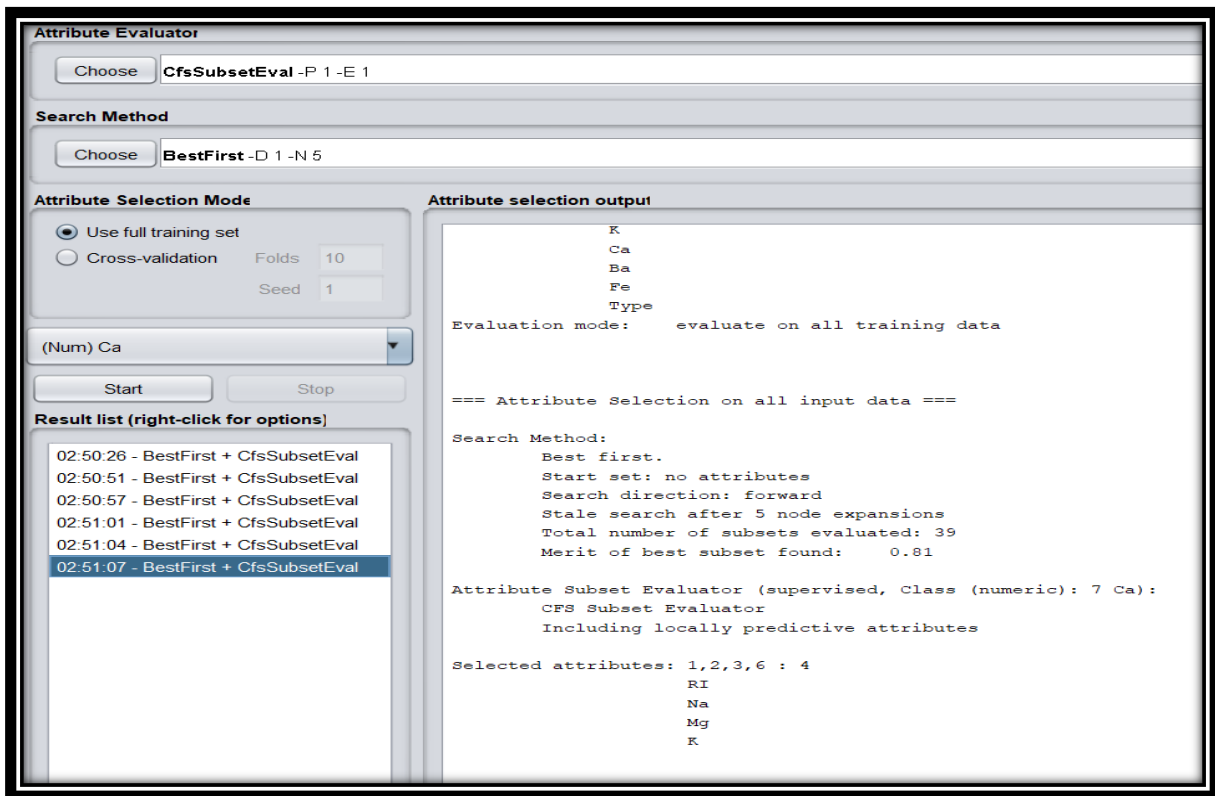 Attribute Evaluator
Choose CfsSubsetEval -P 1 -E 1
Search Method
Choose BestFirst -D 1 -N 5
Attribute Selection Mode
Use full training set
Cross-validation Folds 10
Seed 1
(Num) Ca
Start Stop
Result list (right-click for options)
02:50:26 - BestFirst + CfsSubsetEval
02:50:51 - BestFirst + CfsSubsetEval
02:50:57 - BestFirst + CfsSubsetEval
02:51:01 - BestFirst + CfsSubsetEval
02:51:04 - BestFirst + CfsSubsetEval
02:51:07 - BestFirst + CfsSubsetEval
Attribute selection output
K
Ca
Ba
Fe
Type
Evaluation mode: evaluate on all training data
=== Attribute Selection on all input data ===
Search Method:
Best first.
Start set: no attributes
Search direction: forward
Stale search after 5 node expansions
Total number of subsets evaluated: 39
Merit of best subset found: 0.81
Attribute Subset Evaluator (supervised, Class (numeric): 7 Ca):
CFS Subset Evaluator
Including locally predictive attributes
Selected attributes: 1,2,3,6 : 4
RI
Na
Mg
K